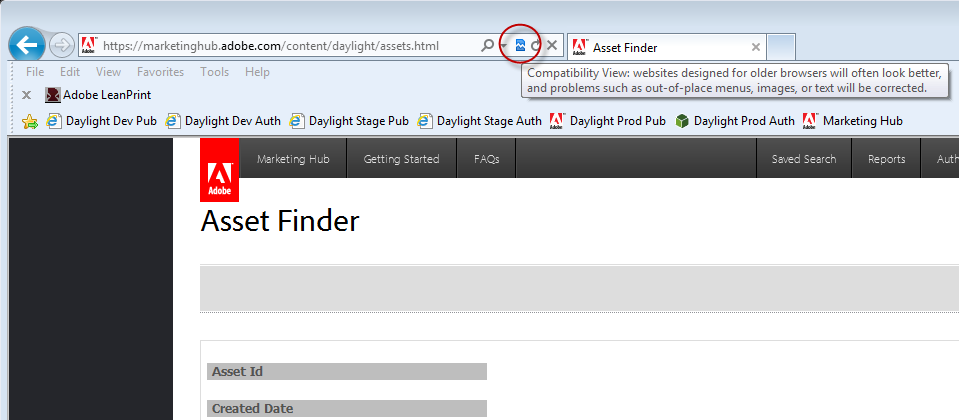 https://marketinghub.adobe.com/content/daylight/assets.html
Asset Finder
File Edit View Favorites Tools Help
Compatibility View: websites designed for older browsers will often look better,
and problems such as out-of-place menus, images, or text will be corrected.
Adobe LeanPrint
Daylight Dev Pub Daylight Dev Auth Daylight Stage Pub Daylight Stage Auth Daylight Prod Pub Daylight Prod Auth Marketing Hub
Adobe
Marketing Hub Getting Started FAQs Saved Search Reports Auth
Asset Finder
Asset Id
Created Date